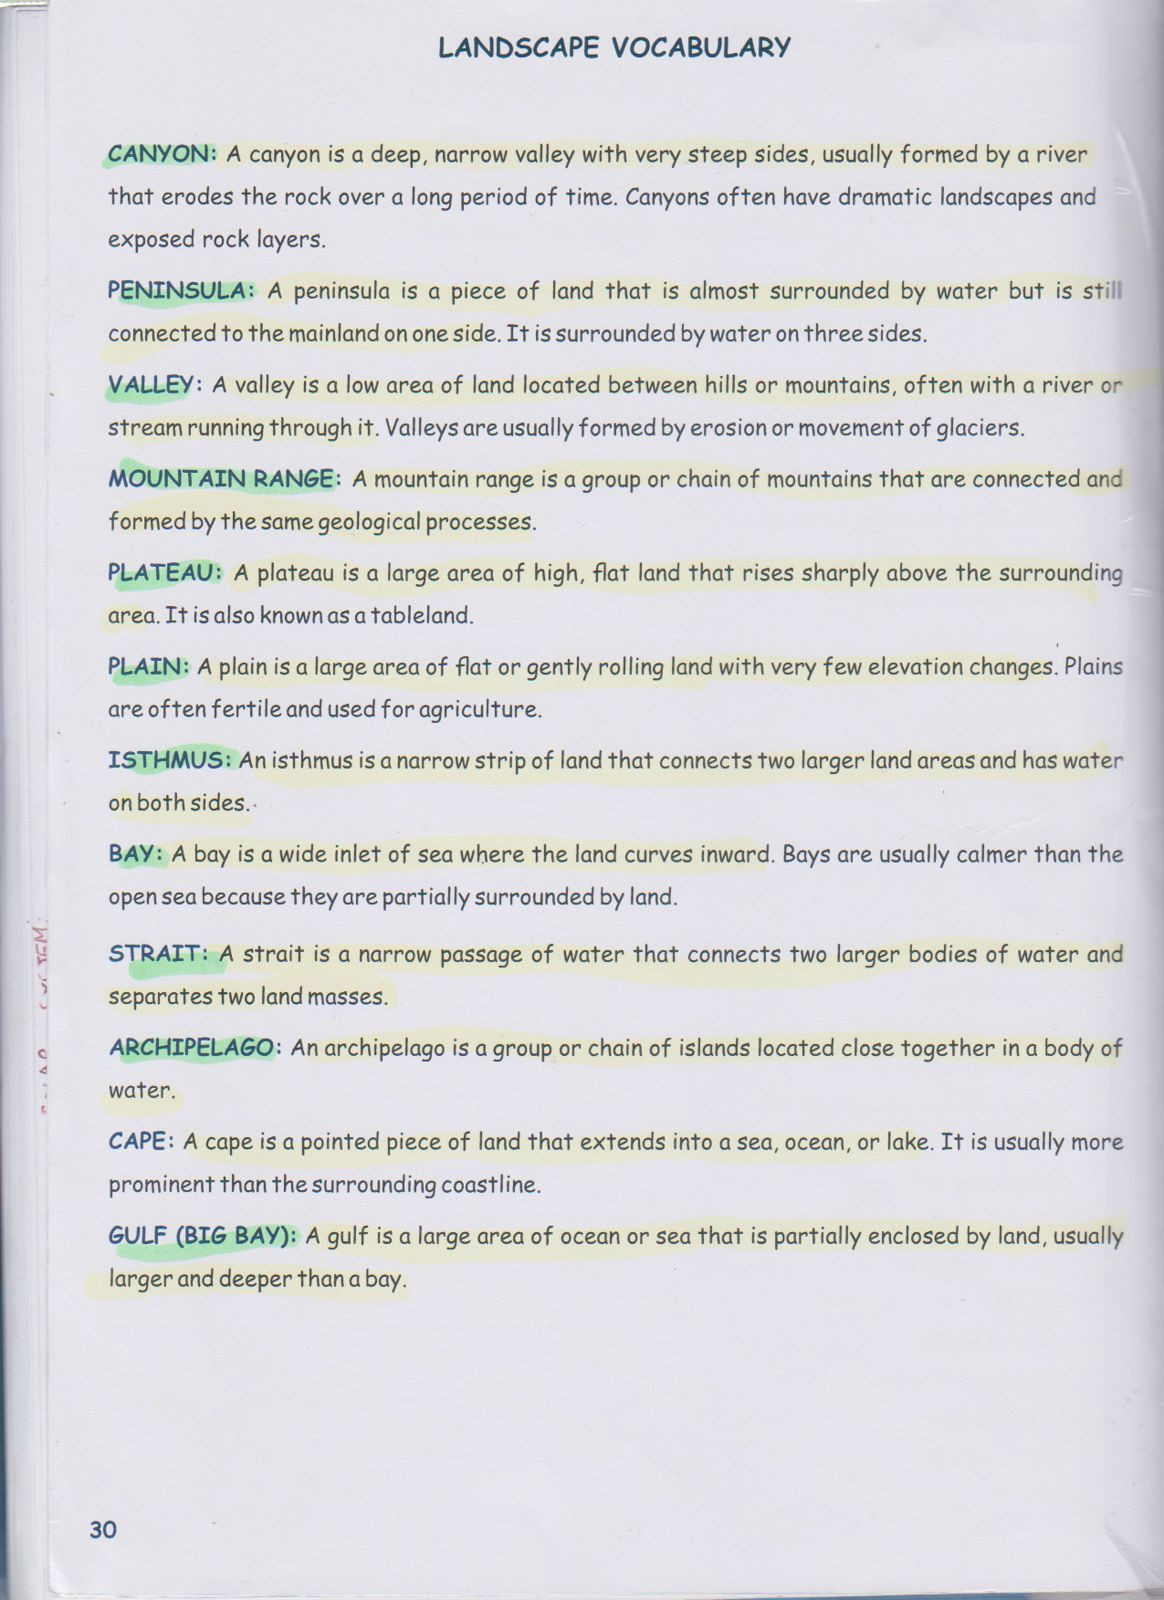 LANDSCAPE VOCABULARY
CANYON: A canyon is a deep, narrow valley with very steep sides, usually formed by a river
that erodes the rock over a long period of time. Canyons often have dramatic landscapes and
exposed rock layers.
PENINSULA: A peninsula is a piece of land that is almost surrounded by water but is still
connected to the mainland on one side. It is surrounded by water on three sides.
VALLEY: A valley is a low area of land located between hills or mountains, often with a river or
stream running through it. Valleys are usually formed by erosion or movement of glaciers.
MOUNTAIN RANGE: A mountain range is a group or chain of mountains that are connected and
formed by the same geological processes.
PLATEAU: A plateau is a large area of high, flat land that rises sharply above the surrounding
area. It is also known as a tableland.
PLAIN: A plain is a large area of flat or gently rolling land with very few elevation changes. Plains
are often fertile and used for agriculture.
ISTHMUS: An isthmus is a narrow strip of land that connects two larger land areas and has water
on both sides.
BAY: A bay is a wide inlet of sea where the land curves inward. Bays are usually calmer than the
open sea because they are partially surrounded by land.
STRAIT: A strait is a narrow passage of water that connects two larger bodies of water and
separates two land masses.
ARCHIPELAGO: An archipelago is a group or chain of islands located close together in a body of
water.
CAPE: A cape is a pointed piece of land that extends into a sea, ocean, or lake. It is usually more
prominent than the surrounding coastline.
GULF (BIG BAY): A gulf is a large area of ocean or sea that is partially enclosed by land, usually
larger and deeper than a bay.
30